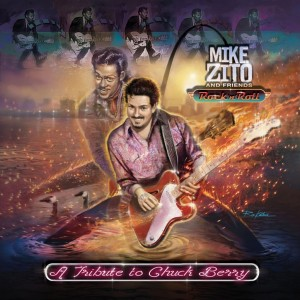 MIKE
ZITO
AND FRIENDS
Rock n Roll
A Tribute to Chuck Berry